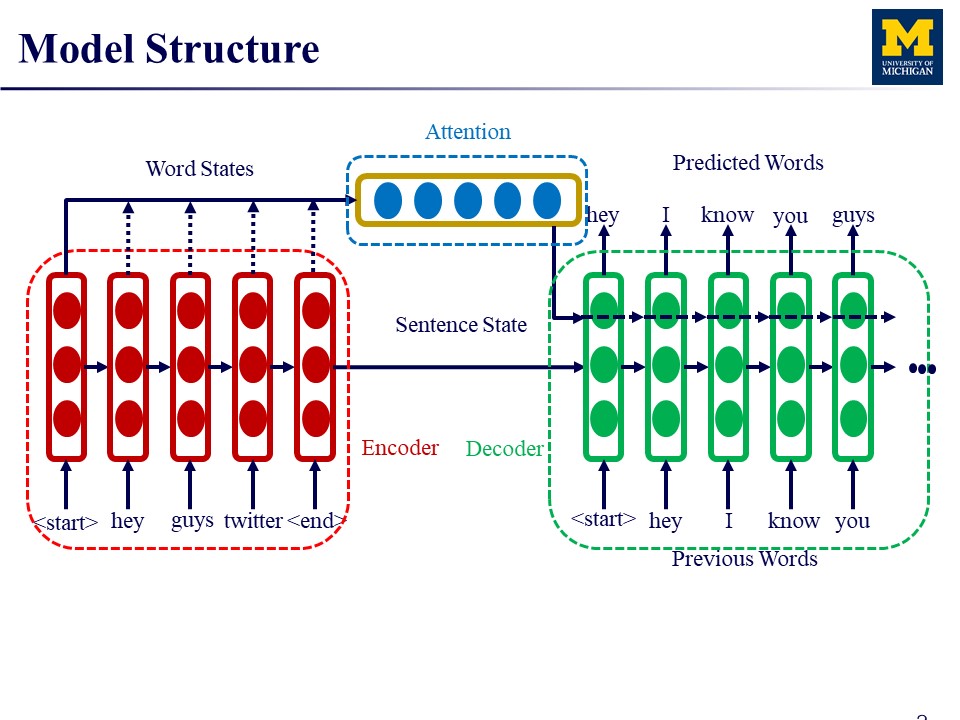 Model Structure
M
UNIVERSITY OF
MICHIGAN
Attention
Word States
Predicted Words
hey I know you guys
Sentence State
Encoder Decoder
<start> hey guys twitter <end>
<start> hey I know you
Previous Words